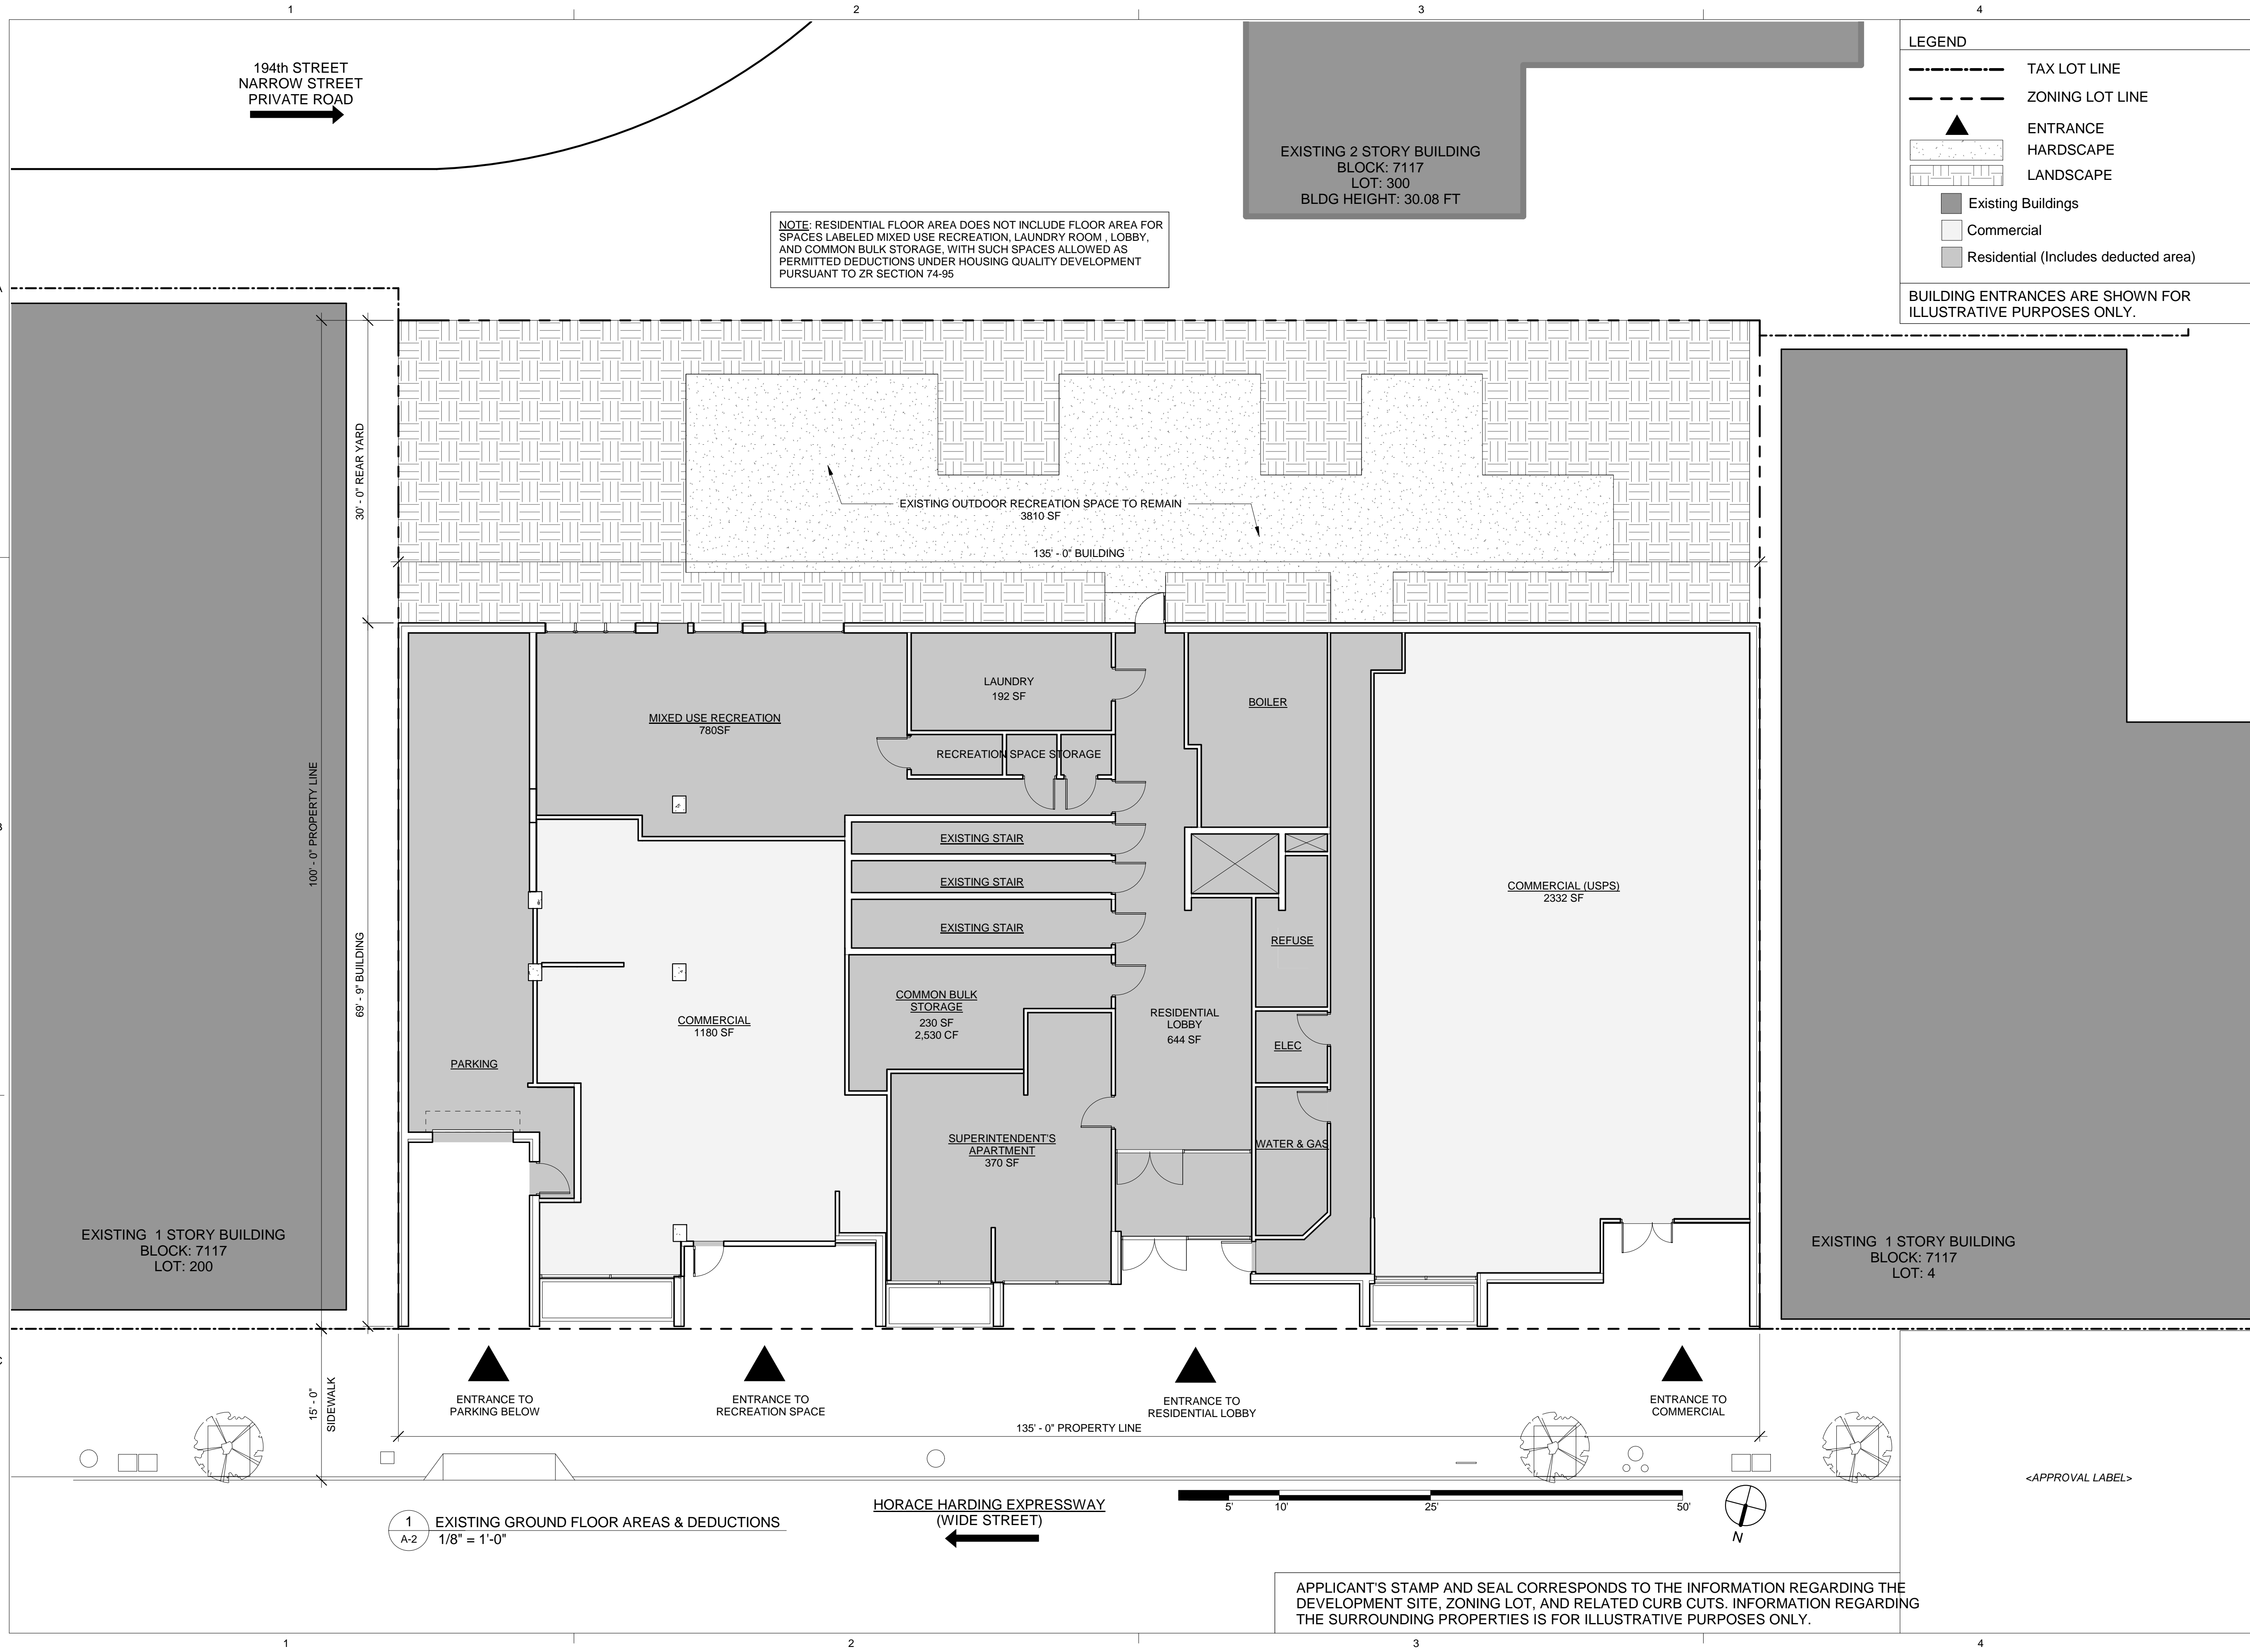 1
2
3
4
194th STREET
NARROW STREET
PRIVATE ROAD
EXISTING 2 STORY BUILDING
BLOCK: 7117
LOT: 300
BLDG HEIGHT: 30.08 FT
LEGEND
TAX LOT LINE
ZONING LOT LINE
ENTRANCE
HARDSCAPE
LANDSCAPE
Existing Buildings
Commercial
Residential (Includes deducted area)
BUILDING ENTRANCES ARE SHOWN FOR
ILLUSTRATIVE PURPOSES ONLY.
NOTE: RESIDENTIAL FLOOR AREA DOES NOT INCLUDE FLOOR AREA FOR
SPACES LABELED MIXED USE RECREATION, LAUNDRY ROOM , LOBBY,
AND COMMON BULK STORAGE, WITH SUCH SPACES ALLOWED AS
PERMITTED DEDUCTIONS UNDER HOUSING QUALITY DEVELOPMENT
PURSUANT TO ZR SECTION 74-95
30' - 0" REAR YARD
EXISTING OUTDOOR RECREATION SPACE TO REMAIN
3810 SF
135' - 0" BUILDING
100' - 0" PROPERTY LINE
69' - 9" BUILDING
LAUNDRY
192 SF
MIXED USE RECREATION
780SF
RECREATION SPACE STORAGE
BOILER
EXISTING STAIR
EXISTING STAIR
EXISTING STAIR
COMMERCIAL (USPS)
2332 SF
REFUSE
COMMON BULK
STORAGE
230 SF
2,530 CF
RESIDENTIAL
LOBBY
644 SF
COMMERCIAL
1180 SF
ELEC
PARKING
SUPERINTENDENT'S
APARTMENT
370 SF
WATER & GAS
EXISTING 1 STORY BUILDING
BLOCK: 7117
LOT: 200
EXISTING 1 STORY BUILDING
BLOCK: 7117
LOT: 4
ENTRANCE TO
PARKING BELOW
ENTRANCE TO
RECREATION SPACE
ENTRANCE TO
RESIDENTIAL LOBBY
ENTRANCE TO
COMMERCIAL
15' - 0"
SIDEWALK
135' - 0" PROPERTY LINE
<APPROVAL LABEL>
1
A-2
EXISTING GROUND FLOOR AREAS & DEDUCTIONS
1/8" = 1'-0"
HORACE HARDING EXPRESSWAY
(WIDE STREET)
5'
10'
25'
50'
N
APPLICANT'S STAMP AND SEAL CORRESPONDS TO THE INFORMATION REGARDING THE
DEVELOPMENT SITE, ZONING LOT, AND RELATED CURB CUTS. INFORMATION REGARDING
THE SURROUNDING PROPERTIES IS FOR ILLUSTRATIVE PURPOSES ONLY.
1
2
3
4